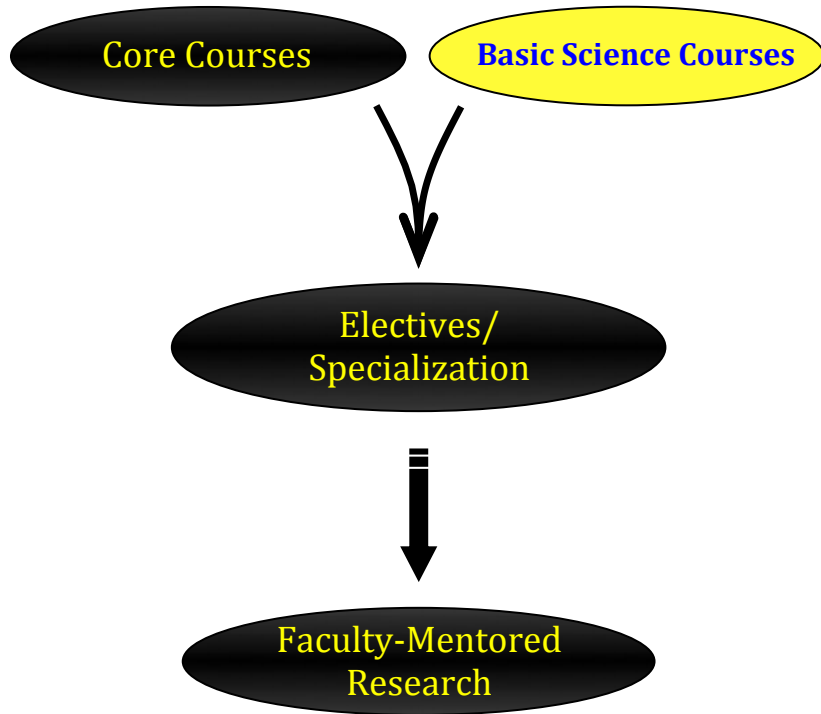 Core Courses
Basic Science Courses
Electives/
Specialization
Faculty-Mentored
Research